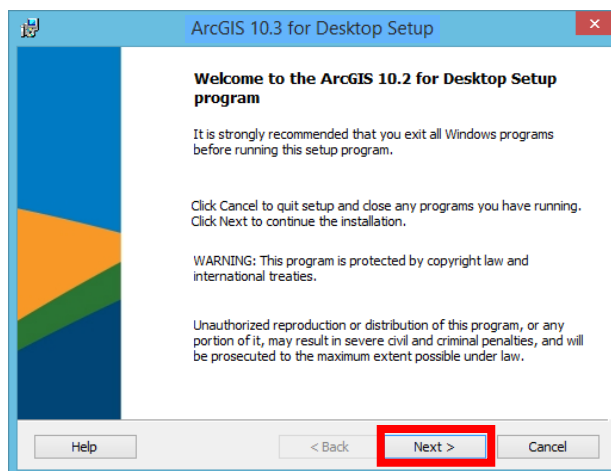 ArcGIS 10.3 for Desktop Setup
Welcome to the ArcGIS 10.2 for Desktop Setup
program
It is strongly recommended that you exit all Windows programs
before running this setup program.
Click Cancel to quit setup and close any programs you have running.
Click Next to continue the installation.
WARNING: This program is protected by copyright law and
international treaties.
Unauthorized reproduction or distribution of this program, or any
portion of it, may result in severe civil and criminal penalties, and will
be prosecuted to the maximum extent possible under law.
Help < Back Next > Cancel